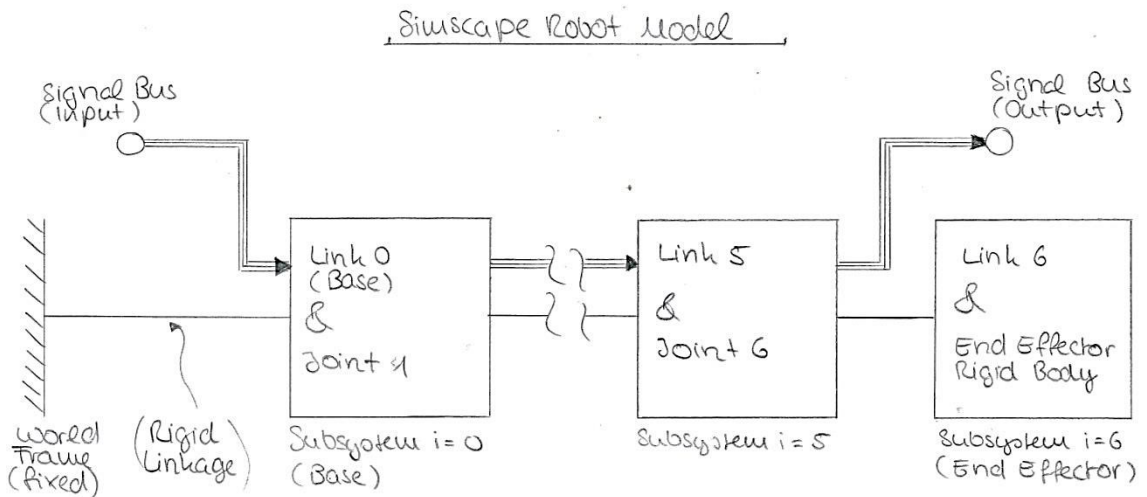 Simscape Robot Model
Signal Bus
(Input)
Signal Bus
(Output)
Link 0
(Base)
&
Joint 1
Link 5
&
Joint 6
Link 6
&
End Effector
Rigid Body
World
Frame
(fixed)
(Rigid
Linkage)
Subsystem i=0
(Base)
Subsystem i=5
Subsystem i=6
(End Effector)